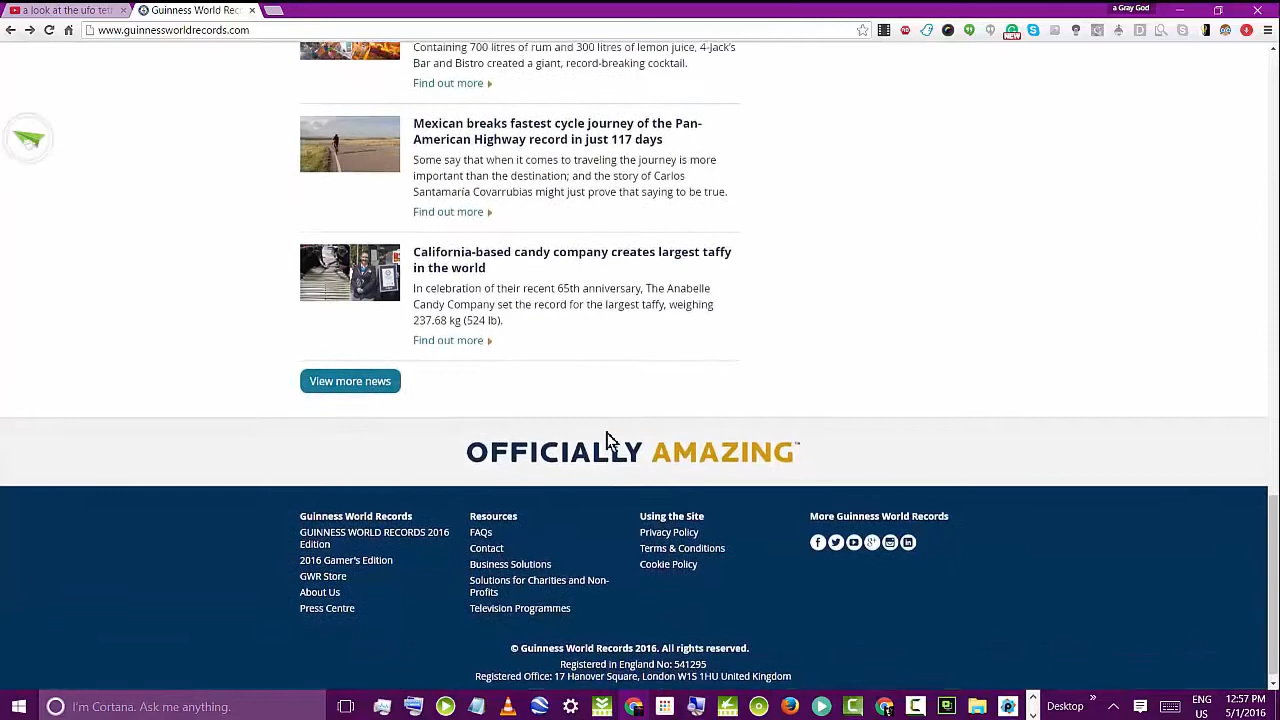 a look at the ufo tet
Guinness World Rec
a Gray God
www.guinnessworldrecords.com
Containing 700 litres of rum and 300 litres of lemon juice, 4-Jack's
Bar and Bistro created a giant, record-breaking cocktail.
Find out more
Mexican breaks fastest cycle journey of the Pan-
American Highway record in just 117 days
Some say that when it comes to traveling the journey is more
important than the destination; and the story of Carlos
Santamaría Covarrubias might just prove that saying to be true.
Find out more
California-based candy company creates largest taffy
in the world
In celebration of their recent 65th anniversary, The Anabelle
Candy Company set the record for the largest taffy, weighing
237.68 kg (524 lb).
Find out more
View more news
OFFICIALLY AMAZING™
Guinness World Records
GUINNESS WORLD RECORDS 2016
Edition
2016 Gamer's Edition
GWR Store
About Us
Press Centre
Resources
FAQs
Contact
Business Solutions
Solutions for Charities and Non-
Profits
Television Programmes
Using the Site
Privacy Policy
Terms & Conditions
Cookie Policy
More Guinness World Records
© Guinness World Records 2016. All rights reserved.
Registered in England No: 541295
Registered Office: 17 Hanover Square, London W1S 1HU United Kingdom
I'm Cortana. Ask me anything.
Desktop
ENG
US
12:57 PM
5/1/2016